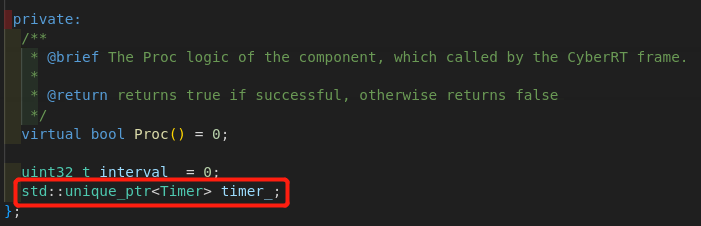 private:
/**
* @brief The Proc logic of the component, which called by the CyberRT frame.
*
* @return returns true if successful, otherwise returns false
*/
virtual bool Proc() = 0;
uint32_t interval_ = 0;
std::unique_ptr<Timer> timer_;
};